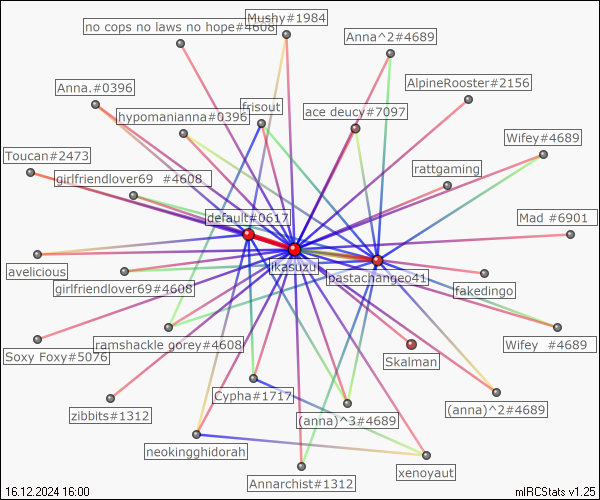 no cops no laws no hope#4608
Mushy#1984
Anna^2#4689
AlpineRooster#2156
Anna.#0396
frisout
ace deucy#7097
hypomanianna#0396
Wifey#4689
Toucan#2473
girlfriendlover69 #4608
rattgaming
default#0617
Mad #6901
avelicious
ikasuzu
pastachangeo41
girlfriendlover69#4608
fakedingo
Soxy Foxy#5076
ramshackle gorey#4608
Wifey #4689
Skalman
zibbits#1312
Cypha#1717
(anna)^2#4689
(anna)^3#4689
neokingghidorah
xenoyaut
Annarchist#1312
16.12.2024 16:00
mIRCStats v1.25